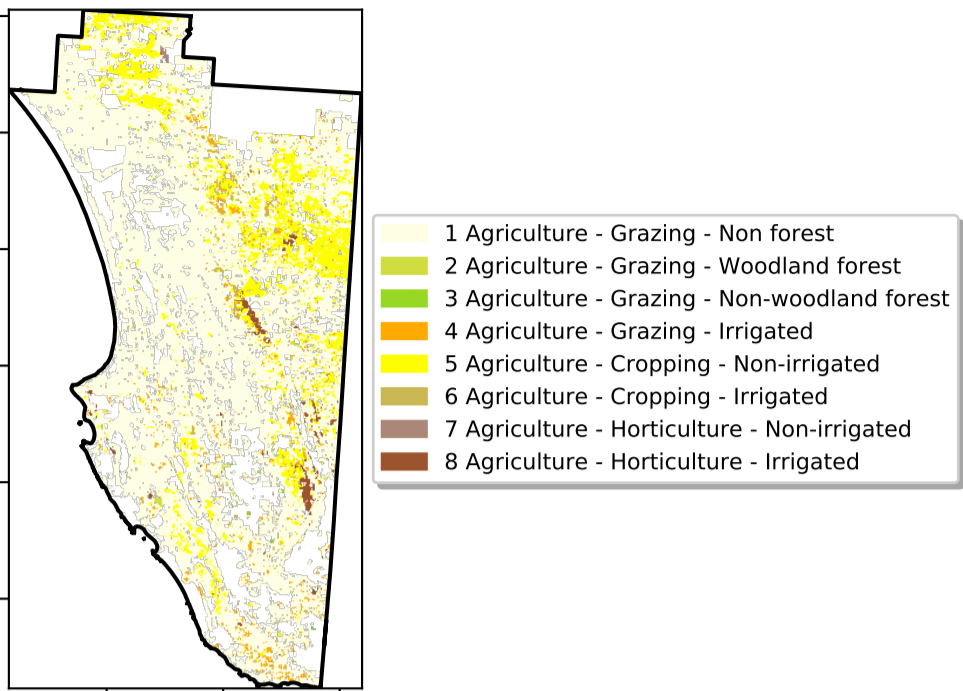 1 Agriculture - Grazing - Non forest
2 Agriculture - Grazing - Woodland forest
3 Agriculture - Grazing - Non-woodland forest
4 Agriculture - Grazing - Irrigated
5 Agriculture - Cropping - Non-irrigated
6 Agriculture - Cropping - Irrigated
7 Agriculture - Horticulture - Non-irrigated
8 Agriculture - Horticulture - Irrigated